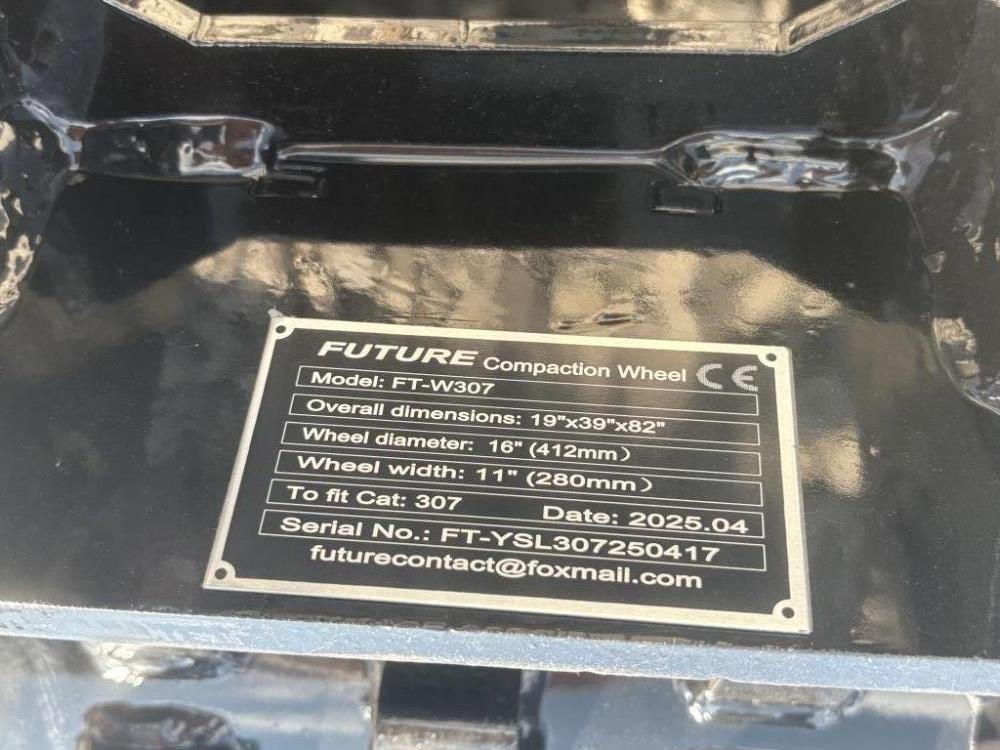 FUTURE Compaction Wheel CE
Model: FT-W307
Overall dimensions: 19"x39"x82"
Wheel diameter: 16" (412mm)
Wheel width: 11" (280mm)
To fit Cat: 307 Date: 2025.04
Serial No.: FT-YSL307250417
futurecontact@foxmail.com